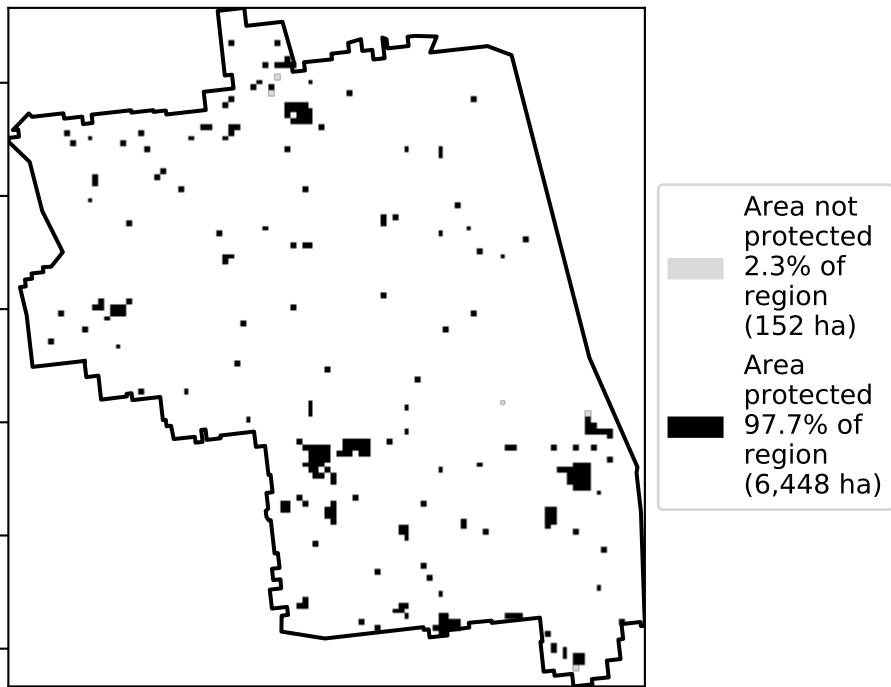 Area not
protected
2.3% of
region
(152 ha)
Area
protected
97.7% of
region
(6,448 ha)